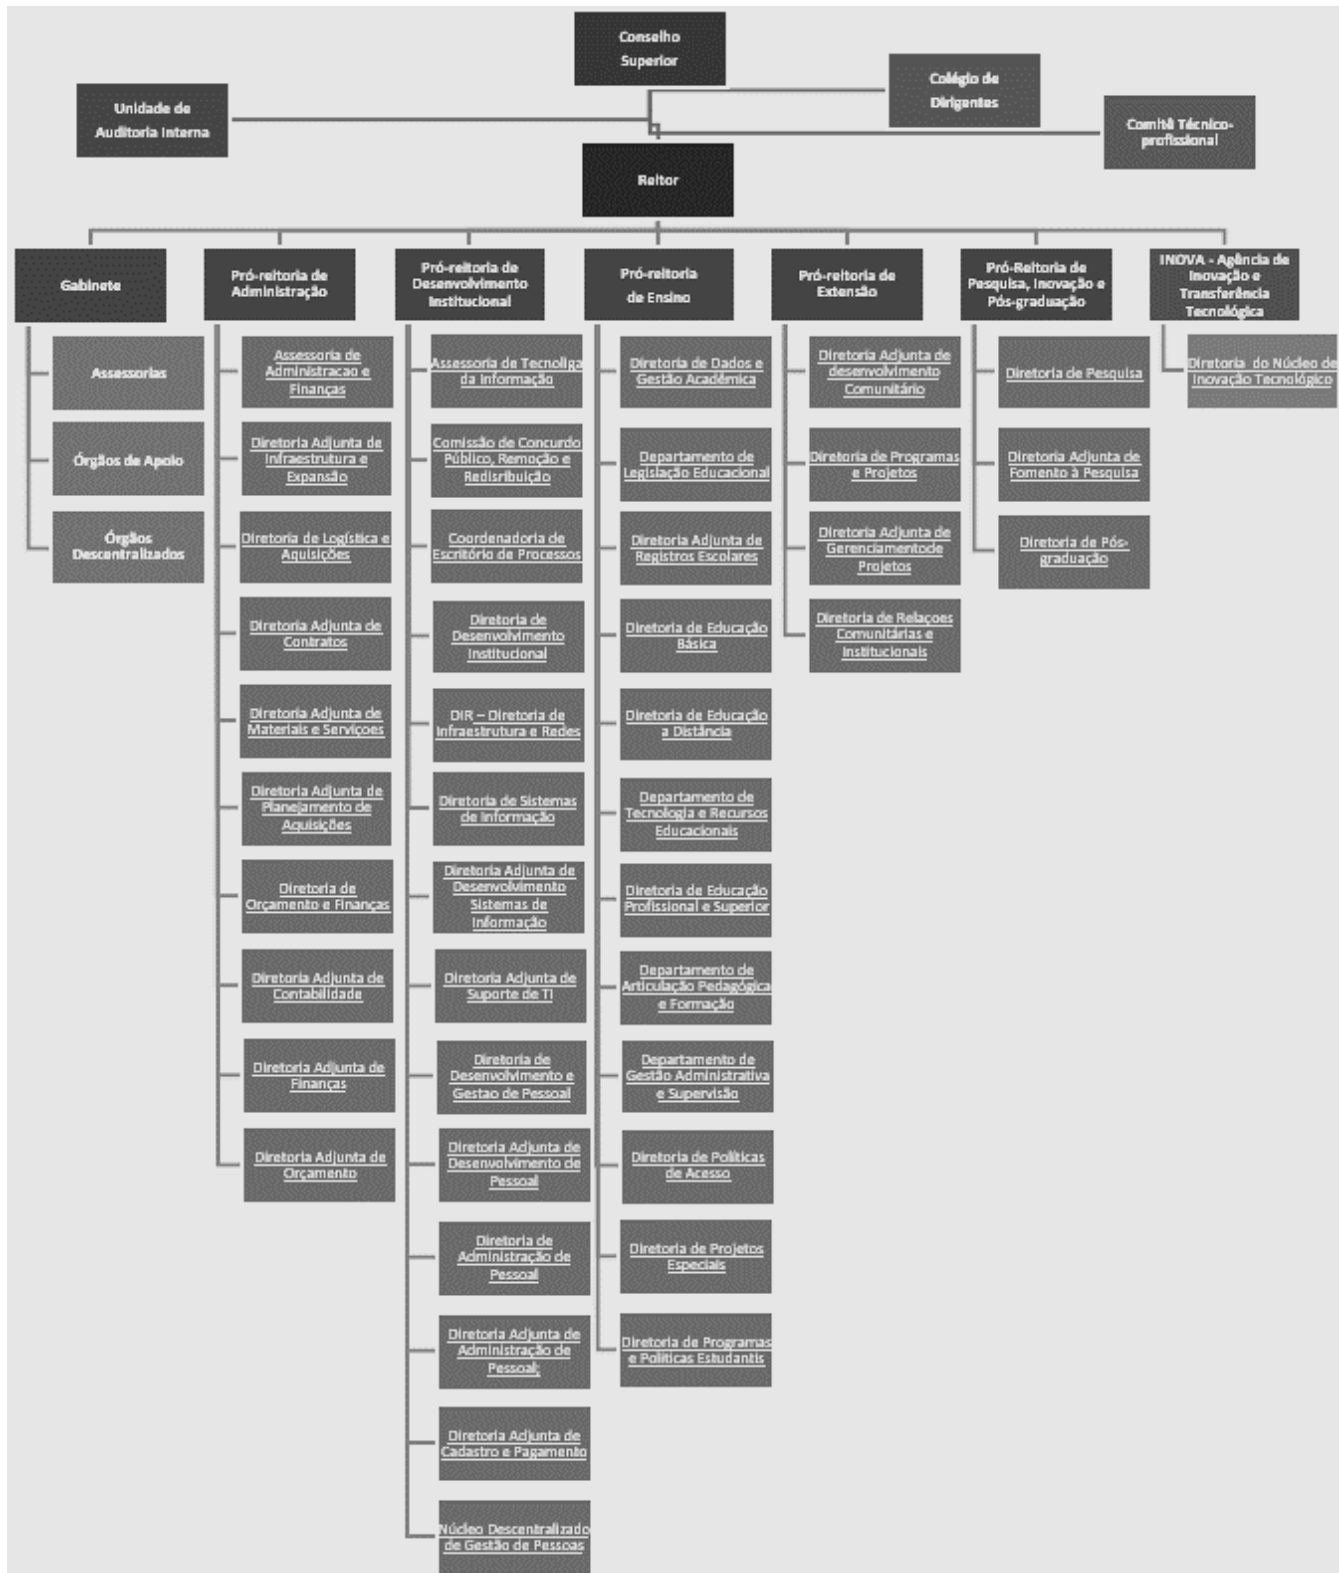 Conselho
Superior
Colégio de
Dirigentes
Unidade de
Auditoria Interna
Comitê Técnico-
profissional
Reitor
Gabinete
Assessorias
Órgãos de Apoio
Órgãos
Descentralizados
Pró-reitoria de
Administração
Assessoria de
Administracao e
Finanças
Diretoria Adjunta de
Infraestrutura e
Expansão
Diretoria de Logística e
Aquisições
Diretoria Adjunta de
Contratos
Diretoria Adjunta de
Materiais e Serviçoes
Diretoria Adjunta de
Planejamento de
Aquisições
Diretoria de
Orçamento e Finanças
Diretoria Adjunta de
Contabilidade
Diretoria Adjunta de
Finanças
Diretoria Adjunta de
Orçamento
Pró-reitoria de
Desenvolvimento
Institucional
Assessoria de Tecnoliga
da Informação
Comissão de Concurdo
Público, Remoção e
Redisribuição
Coordenadoria de
Escritório de Processos
Diretoria de
Desenvolvimento
Institucional
DIR – Diretoria de
Infraestrutura e Redes
Diretoria de Sistemas
de Informação
Diretoria Adjunta de
Desenvolvimento
Sistemas de
Informação
Diretoria Adjunta de
Suporte de TI
Diretoria de
Desenvolvimento e
Gestao de Pessoal
Diretoria Adjunta de
Desenvolvimento de
Pessoal
Diretoria de
Administração de
Pessoal
Diretoria Adjunta de
Administração de
Pessoal;
Diretoria Adjunta de
Cadastro e Pagamento
Núcleo Descentralizado
de Gestão de Pessoas
Pró-reitoria
de Ensino
Diretoria de Dados e
Gestão Acadêmica
Departamento de
Legislação Educacional
Diretoria Adjunta de
Registros Escolares
Diretoria de Educação
Básica
Diretoria de Educação
a Distância
Departamento de
Tecnologia e Recursos
Educacionais
Diretoria de Educação
Profissional e Superior
Departamento de
Articulação Pedagógica
e Formação
Departamento de
Gestão Administrativa
e Supervisão
Diretoria de Políticas
de Acesso
Diretoria de Projetos
Especiais
Diretoria de Programas
e Políticas Estudantis
Pró-reitoria de
Extensão
Diretoria Adjunta de
desenvolvimento
Comunitário
Diretoria de Programas
e Projetos
Diretoria Adjunta de
Gerenciamentode
Projetos
Diretoria de Relaçoes
Comunitárias e
Institucionais
Pró-Reitoria de
Pesquisa, Inovação e
Pós-graduação
Diretoria de Pesquisa
Diretoria Adjunta de
Fomento à Pesquisa
Diretoria de Pós-
graduação
INOVA - Agência de
Inovação e
Transferência
Tecnológica
Diretoria do Núcleo de
Inovação Tecnológico